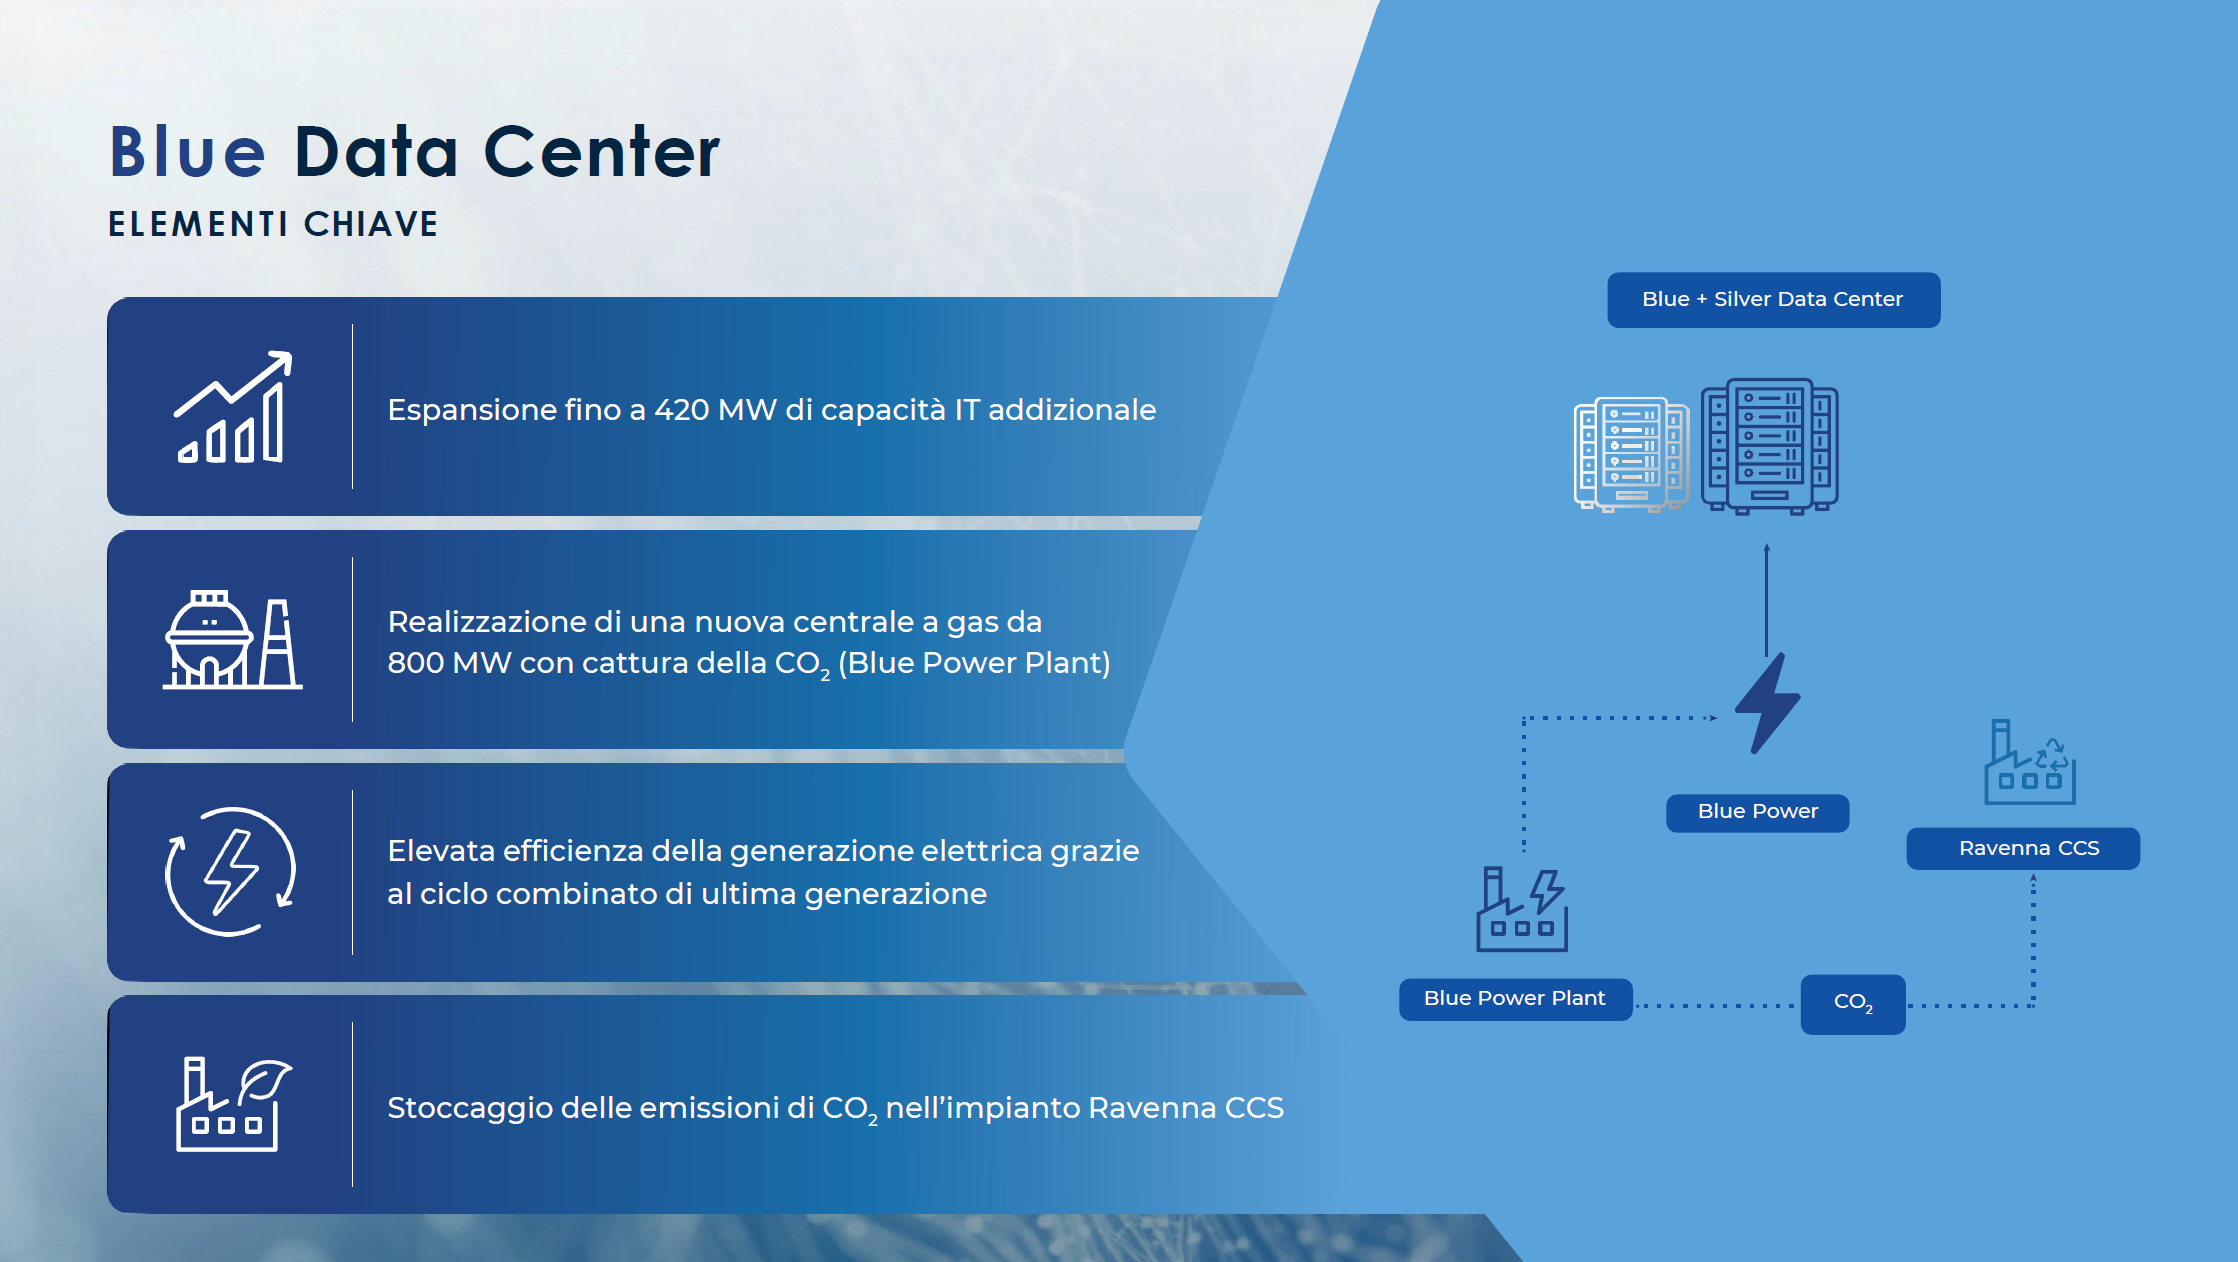 Blue Data Center
ELEMENTI CHIAVE
Espansione fino a 420 MW di capacità IT addizionale
Realizzazione di una nuova centrale a gas da
800 MW con cattura della CO₂ (Blue Power Plant)
Elevata efficienza della generazione elettrica grazie
al ciclo combinato di ultima generazione
Stoccaggio delle emissioni di CO₂ nell’impianto Ravenna CCS
Blue + Silver Data Center
Blue Power
Ravenna CCS
Blue Power Plant
CO₂